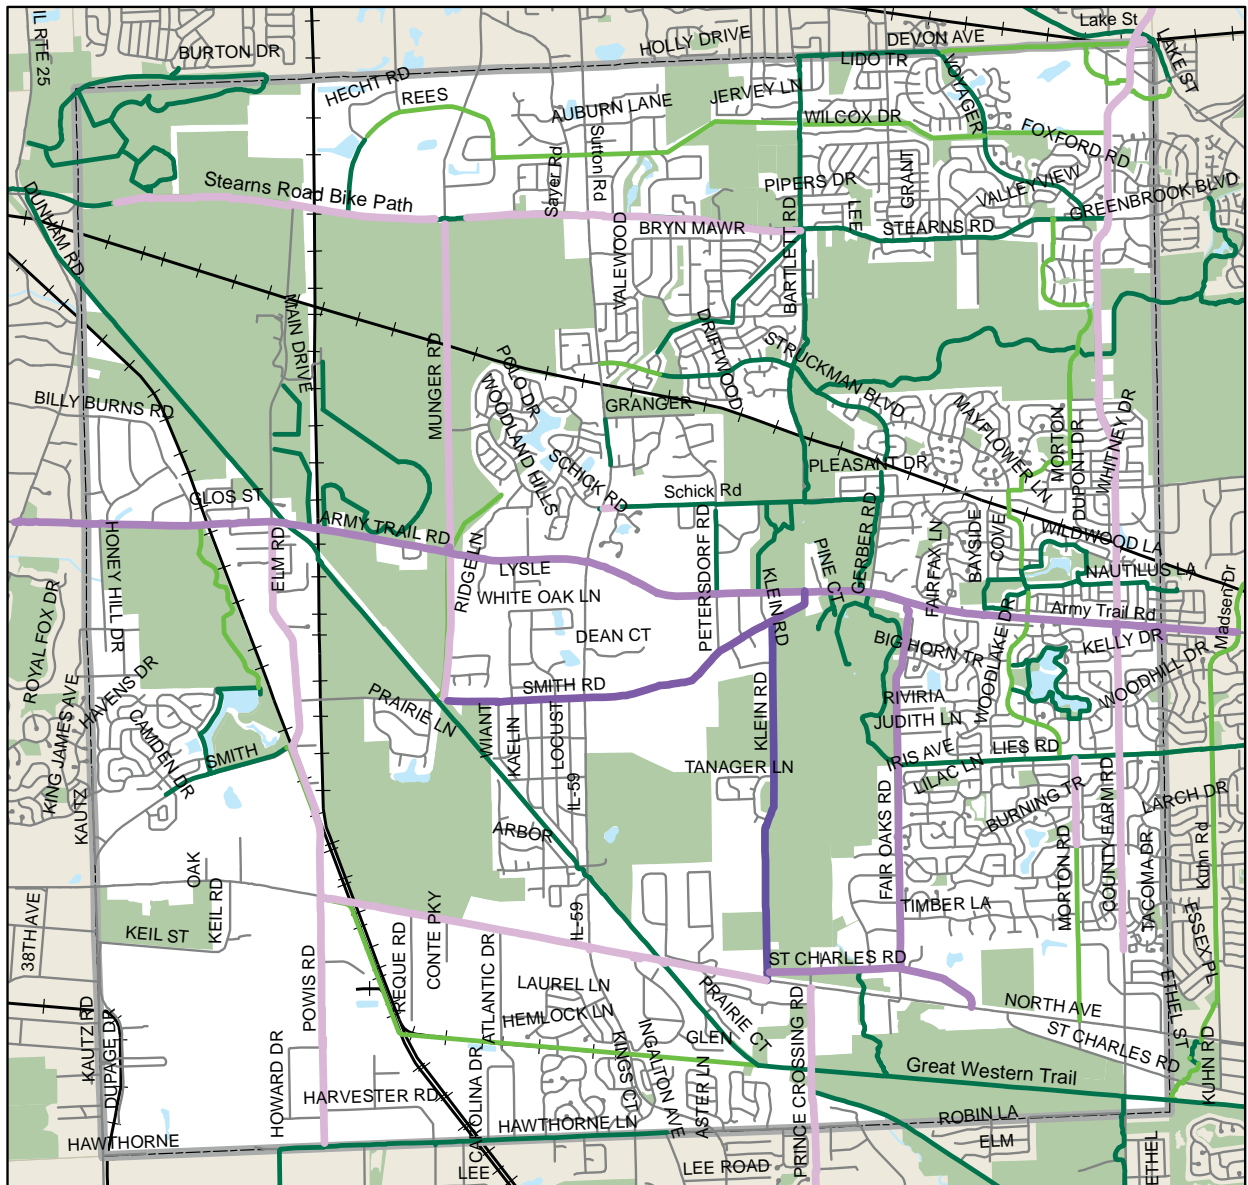 Lake St
IL RTE 25
BURTON DR
HOLLY DRIVE
DEVON AVE
LAKE ST
LIDO TR
HECHT RD
REES
AUBURN LANE
JERVEY LN
VOYAGER
WILCOX DR
FOXFORD RD
Sutton Rd
Sayer Rd
PIPERS DR
GRANT
VALLEYVIEW
GREENBROOK BLVD
Stearns Road Bike Path
LEE
DUNHAM RD
BRYN MAWR
STEARNS RD
BARTLETT RD
VALEWOOD
MAIN DRIVE
MUNGER RD
DRIFTWOOD
STRUCKMAN BLVD
POLO DR
WOODLAND HILLS
BILLY BURNS RD
GRANGER
MAYFLOWER LN
MORTON
DUPONT DR
WHITNEY DR
SCHICK RD
PLEASANT DR
Schick Rd
GLOS ST
ARMY TRAIL RD
HONEY HILL DR
ELM RD
RIDGE LN
LYSLE
WHITE OAK LN
PETERSDORF RD
KLEIN RD
PINE CT
GERBER RD
FAIRFAX LN
BASIDE
COVE
WILDWOOD LA
NAUTILUS LA
Army Trail Rd
Madsen Dr
ROYAL FOX DR
DEAN CT
BIG HORN TR
WOODLAKE DR
KELLY DR
WOODHILL DR
HAVENS DR
KING JAMES AVE
CAMDEN DR
SMITH
PRAIRIE LN
SMITH RD
WIANT
KAELIN
LOCUST
KLEIN RD
RIVIRIA
JUDITH LN
IRIS AVE
LIES RD
LILAC LN
TANAGER LN
KAUTZ
IL-59
ARBOR
FAIR OAKS RD
BURNING TR
COUNTY FARM RD
LARCH DR
MORTON RD
TACOMA DR
Kuhn Rd
OAK
KEIL RD
KEIL ST
38TH AVE
CONTE PKY
IL-59
TIMBER LA
ESSEX PL
POWIS RD
REQUE RD
ATLANTIC DR
LAUREL LN
HEMLOCK LN
ST CHARLES RD
PRAIRIE CT
PRINCE CROSSING RD
NORTH AVE
ST CHARLES RD
ETHEL ST
KAUTZ RD
DUPAGE DR
HOWARD DR
KINGS CT
INGALTON AVE
GLEN
KUHN RD
Great Western Trail
CAROLINA DR
ASTER LN
HARVESTER RD
HAWTHORNE LN
ROBIN LA
HAWTHORNE
ELM
ETHEL
LEE
LEE ROAD